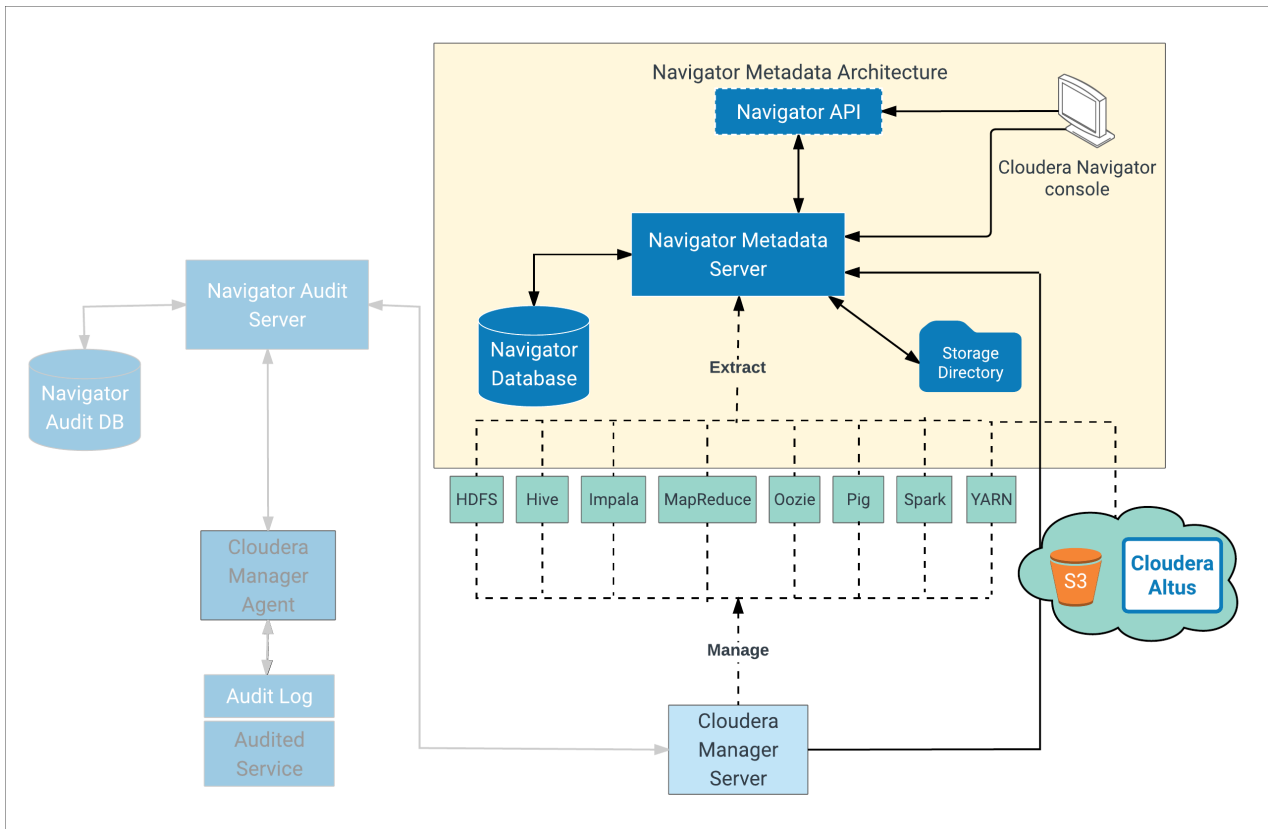 Navigator Metadata Architecture
Navigator API
Cloudera Navigator
console
Navigator Metadata
Server
Navigator Audit
Server
Navigator
Database
Storage
Directory
Extract
Navigator
Audit DB
HDFS
Hive
Impala
MapReduce
Oozie
Pig
Spark
YARN
Cloudera
Manager
Agent
S3
Cloudera
Altus
Manage
Audit Log
Audited
Service
Cloudera
Manager
Server